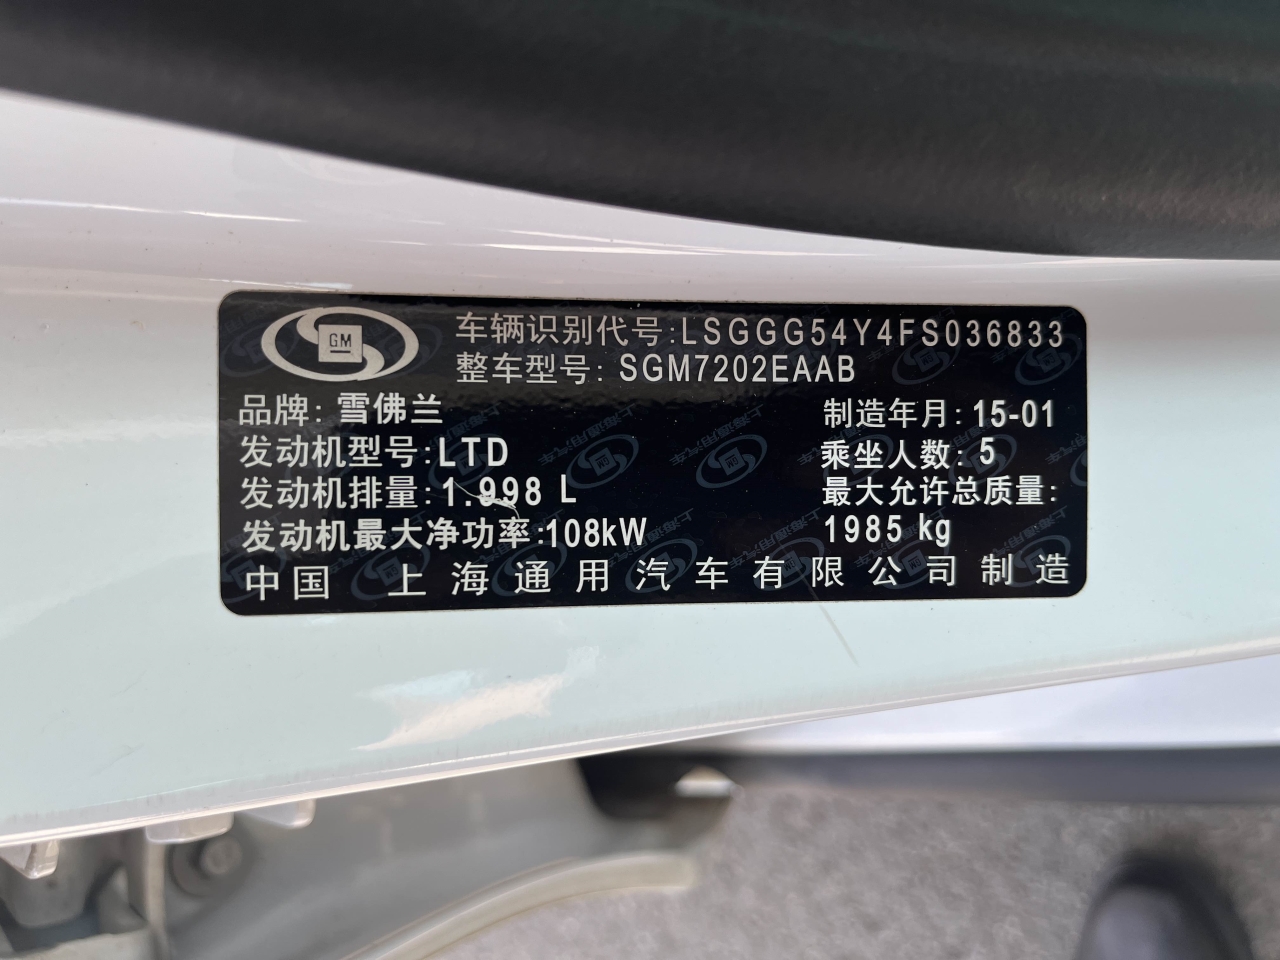 GM
车辆识别代号:LSGGG54Y4FS036833
整车型号: SGM7202EAAB
品牌: 雪佛兰
制造年月: 15-01
发动机型号:LTD
乘坐人数: 5
发动机排量:1.998 L
最大允许总质量:
1985 kg
发动机最大净功率:108kW
中国 上海通用汽车有限公司制造